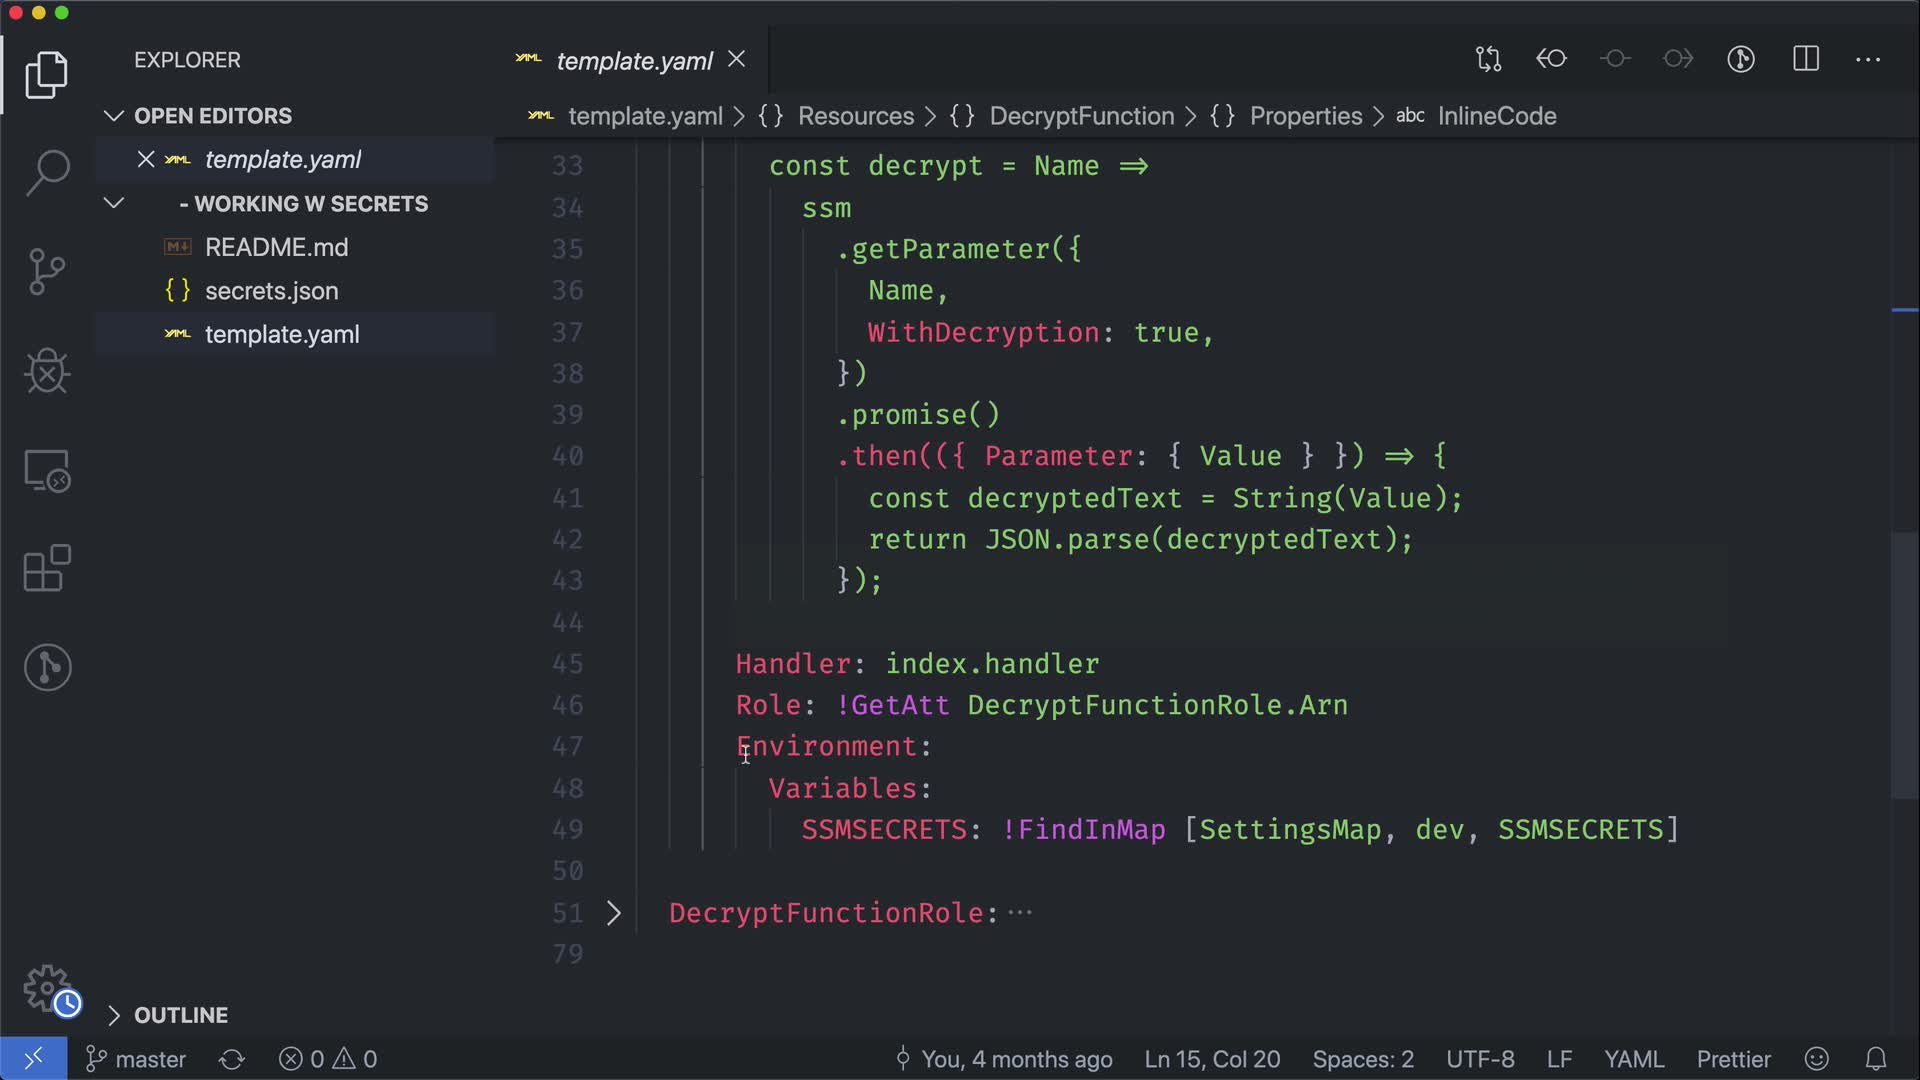 EXPLORER
OPEN EDITORS
template.yaml
- WORKING W SECRETS
README.md
{} secrets.json
template.yaml
OUTLINE
template.yaml
template.yaml > {} Resources > {} DecryptFunction > {} Properties > abc InlineCode
33 const decrypt = Name =>
34 ssm
35 .getParameter({
36 Name,
37 WithDecryption: true,
38 })
39 .promise()
40 .then(({ Parameter: { Value } }) => {
41 const decryptedText = String(Value);
42 return JSON.parse(decryptedText);
43 });
44
45 Handler: index.handler
46 Role: !GetAtt DecryptFunctionRole.Arn
47 Environment:
48 Variables:
49 SSMSECRETS: !FindInMap [SettingsMap, dev, SSMSECRETS]
50
51 DecryptFunctionRole: ...
79
master 0 0 You, 4 months ago Ln 15, Col 20 Spaces: 2 UTF-8 LF YAML Prettier